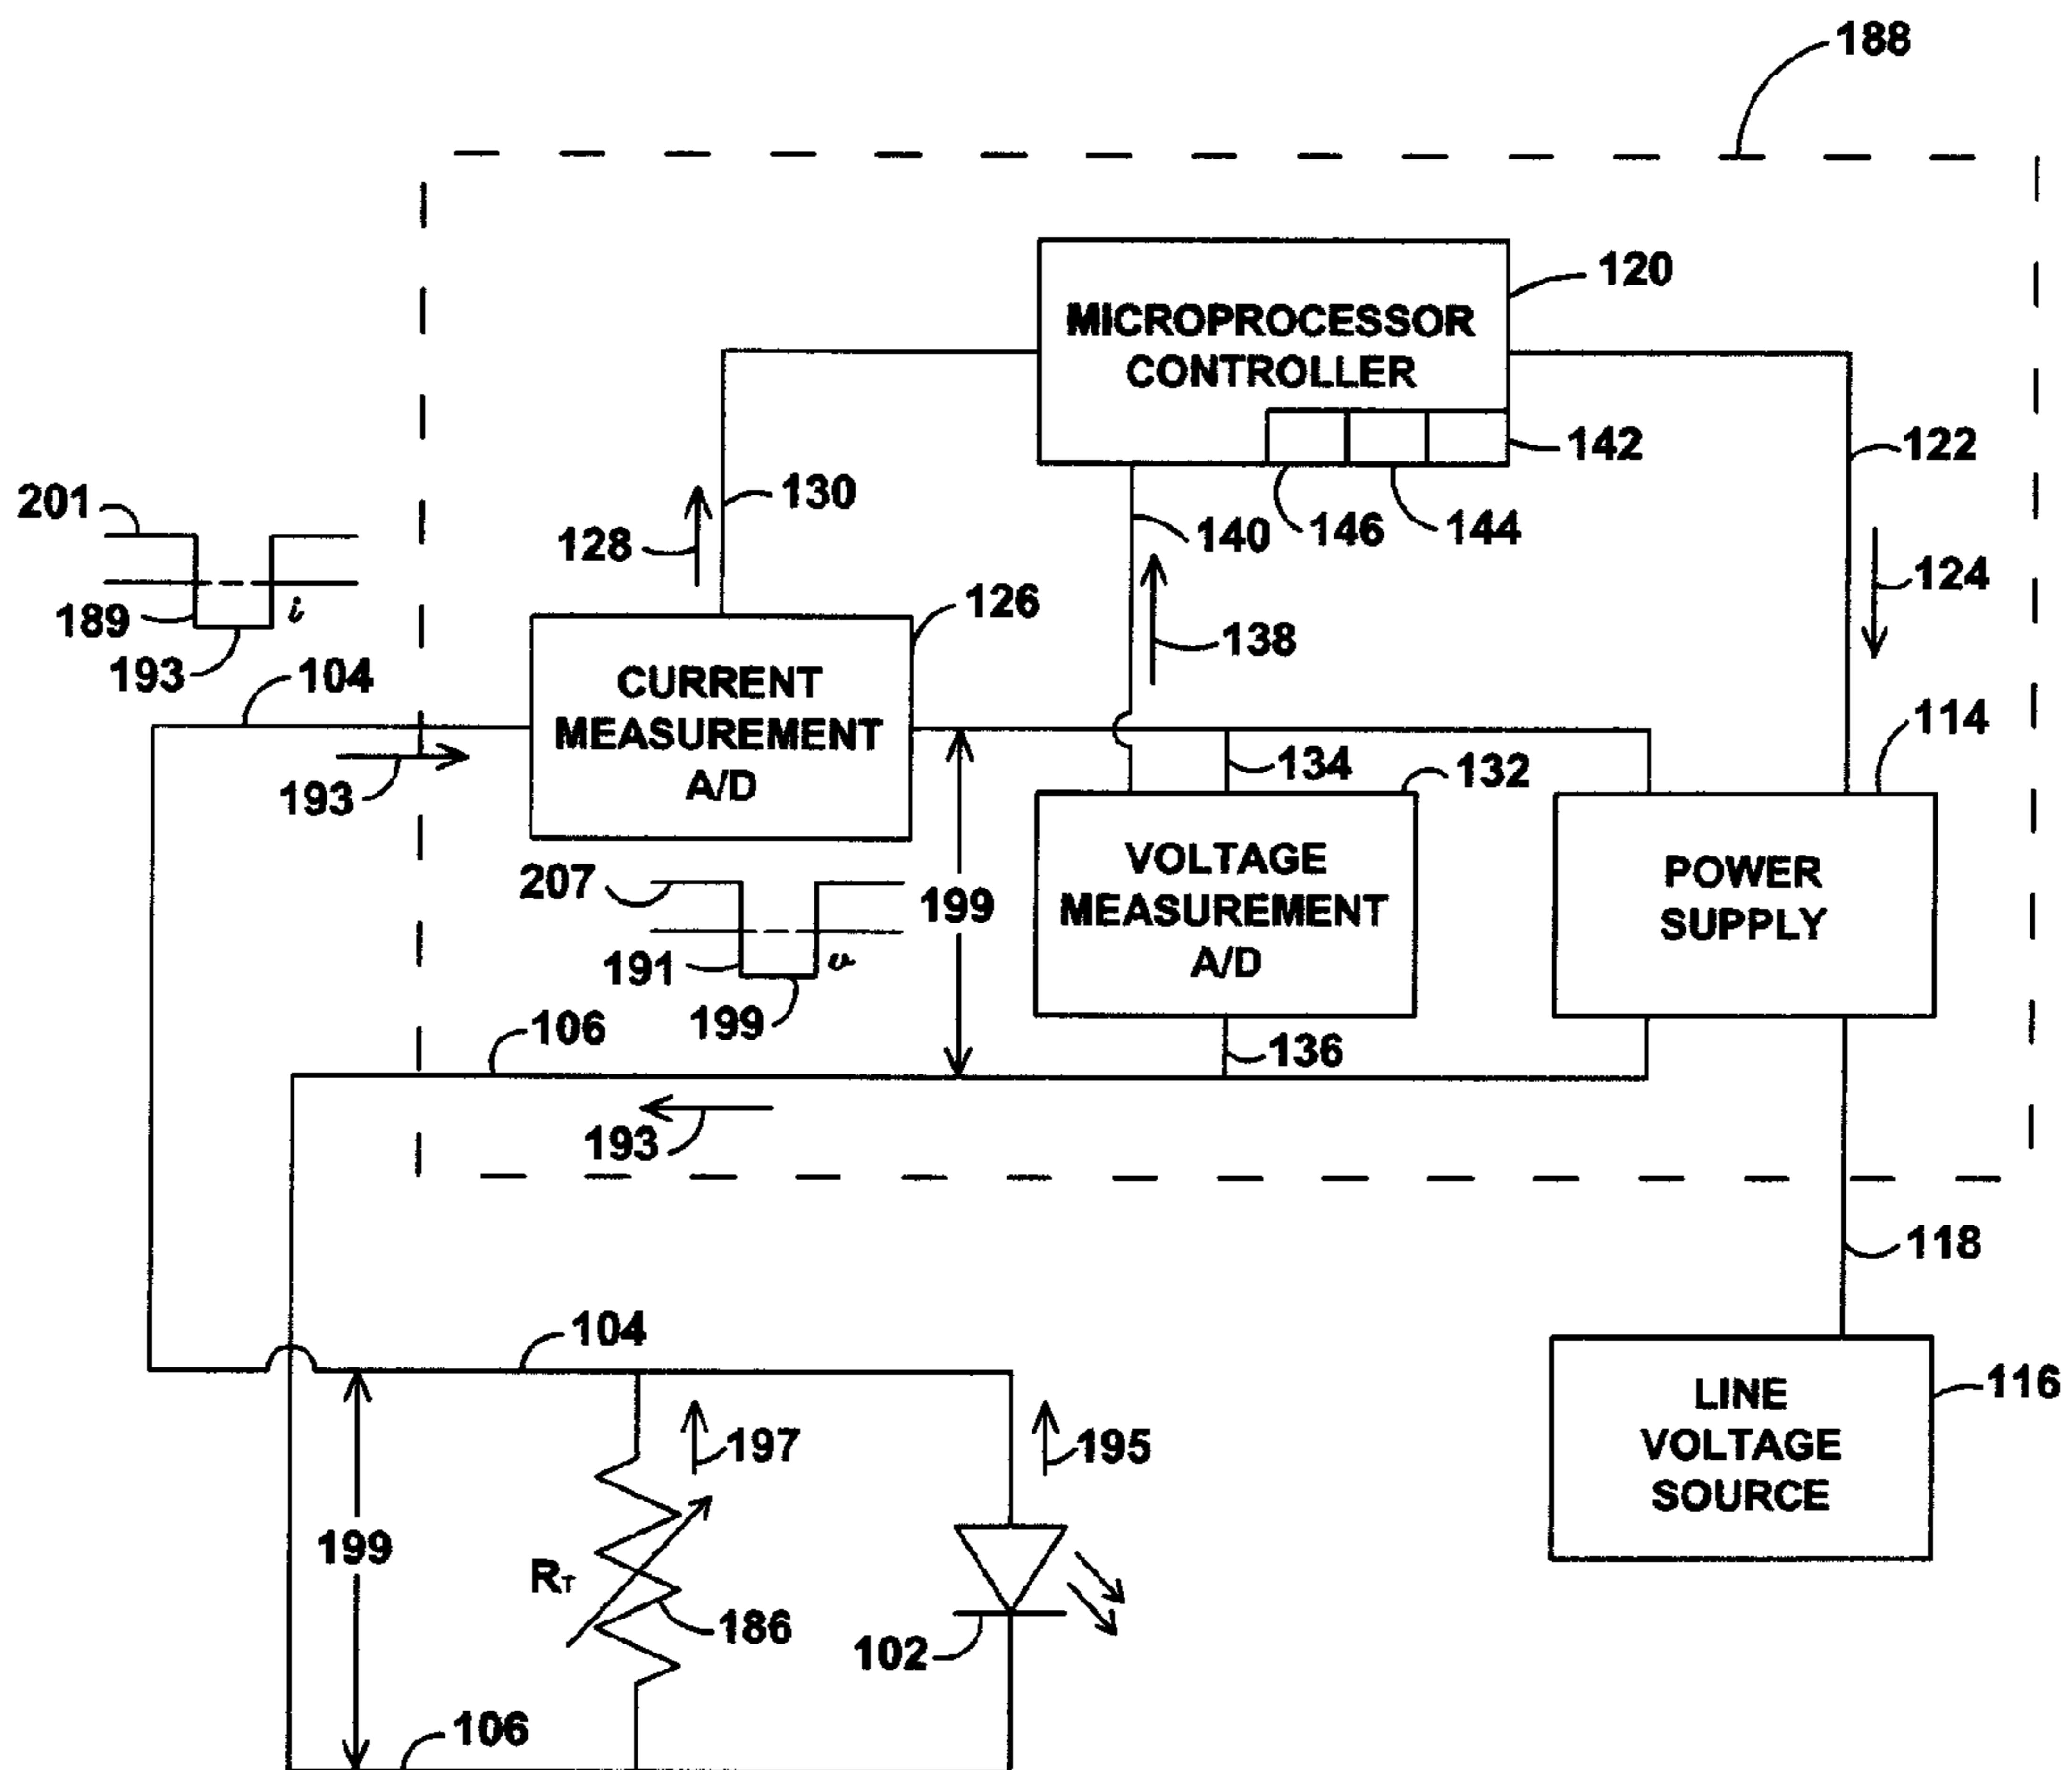 188
120
MICROPROCESSOR
CONTROLLER
142
122
201
130
146
144
140
128
124
189
i
126
138
193
104
CURRENT
MEASUREMENT
A/D
114
134
132
193
207
199
VOLTAGE
MEASUREMENT
A/D
POWER
SUPPLY
191
v
199
106
136
193
118
104
116
LINE
VOLTAGE
SOURCE
197
195
199
RT
186
102
106